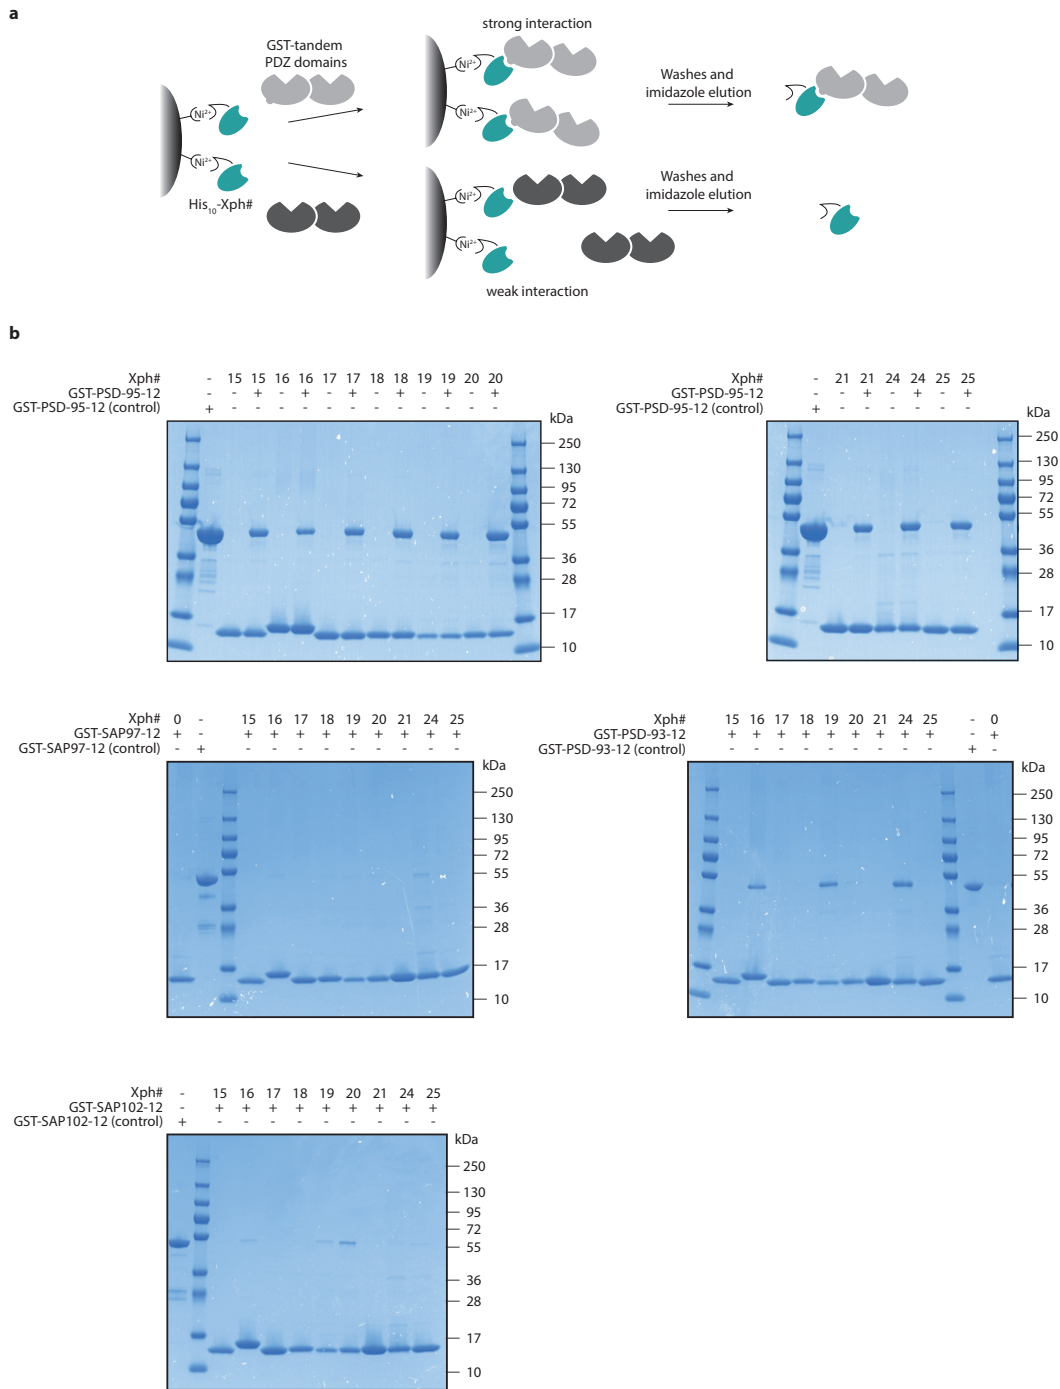 a
strong interaction
GST-tandem
PDZ domains
Ni2+
Ni2+
His10-Xph#
Ni2+
Ni2+
Washes and
imidazole elution
Ni2+
Ni2+
Washes and
imidazole elution
weak interaction
b
Xph# - 15 15 16 16 17 17 18 18 19 19 20 20
GST-PSD-95-12 - - + - + - + - + - + - +
GST-PSD-95-12 (control) + - - - - - - - - - - - -
kDa
250
130
95
72
55
36
28
17
10
Xph# - 21 21 24 24 25 25
GST-PSD-95-12 - - + - + - +
GST-PSD-95-12 (control) + - - - - - -
kDa
250
130
95
72
55
36
28
17
10
Xph# 0 - 15 16 17 18 19 20 21 24 25
GST-SAP97-12 + - + + + + + + + + +
GST-SAP97-12 (control) - + - - - - - - - - -
kDa
250
130
95
72
55
36
28
17
10
Xph# 15 16 17 18 19 20 21 24 25 - 0
GST-PSD-93-12 + + + + + + + + + - +
GST-PSD-93-12 (control) - - - - - - - - - + -
kDa
250
130
95
72
55
36
28
17
10
Xph# - 15 16 17 18 19 20 21 24 25
GST-SAP102-12 - + + + + + + + + +
GST-SAP102-12 (control) + - - - - - - - - -
kDa
250
130
95
72
55
36
28
17
10